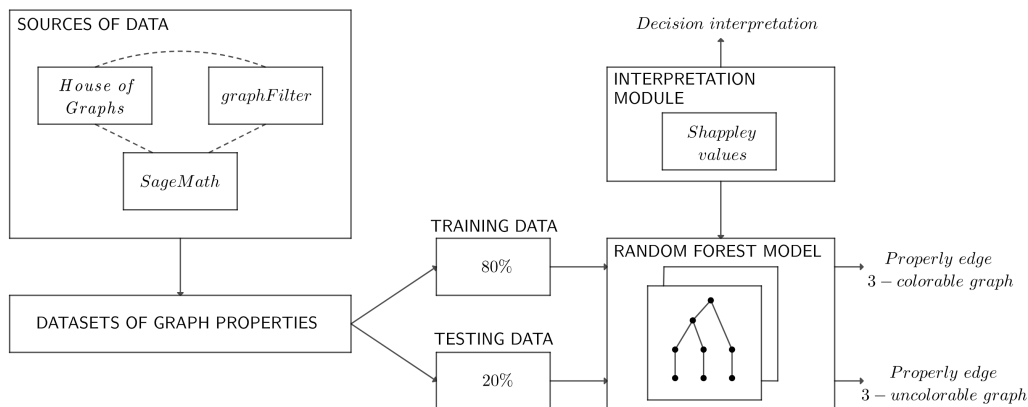 SOURCES OF DATA
House of
Graphs
graphFilter
SageMath
DATASETS OF GRAPH PROPERTIES
TRAINING DATA
80%
TESTING DATA
20%
Decision interpretation
INTERPRETATION
MODULE
Shappley
values
RANDOM FOREST MODEL
Properly edge
3 − colorable graph
Properly edge
3 − uncolorable graph